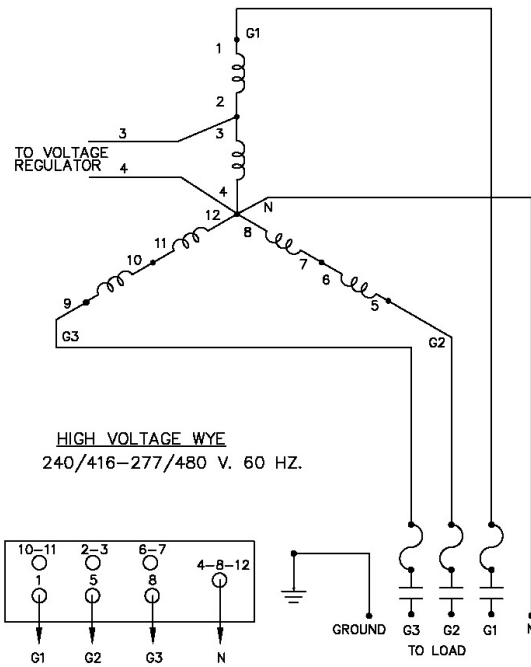 G1
1
2
3
3
TO VOLTAGE
REGULATOR
4
4
N
12
8
11
10
7
6
9
5
G3
G2
HIGH VOLTAGE WYE
240/416-277/480 V. 60 HZ.
10-11 2-3 6-7
4-8-12
1 5 8
G1 G2 G3 N
GROUND G3 G2 G1 N
TO LOAD